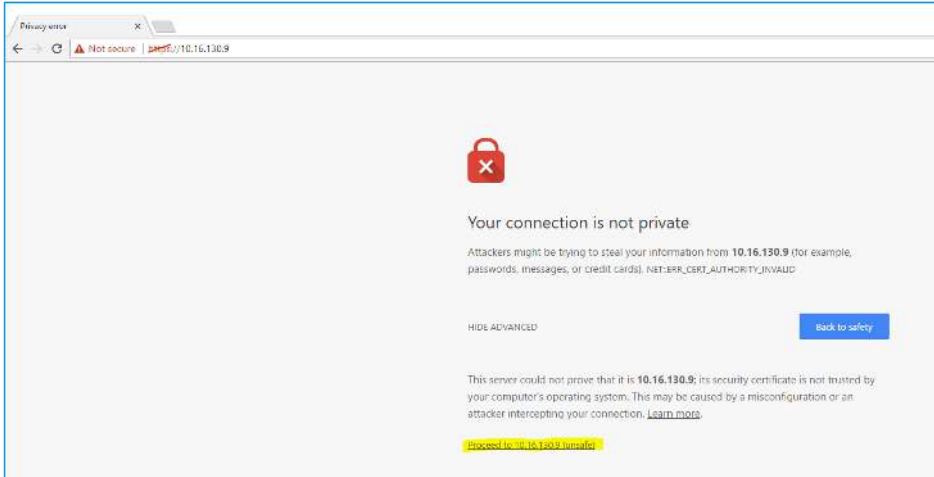 Privacy error
Not secure | https://10.16.130.9
Your connection is not private
Attackers might be trying to steal your information from 10.16.130.9 (for example,
passwords, messages, or credit cards). NET::ERR_CERT_AUTHORITY_INVALID
HIDE ADVANCED
Back to safety
This server could not prove that it is 10.16.130.9; its security certificate is not trusted by
your computer's operating system. This may be caused by a misconfiguration or an
attacker intercepting your connection. Learn more.
Proceed to 10.16.130.9 (unsafe)